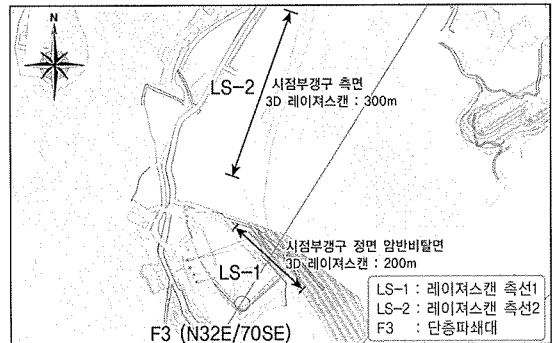 N
LS-2
시점부갱구 측면
3D 레이져스캔 : 300m
시점부갱구 정면 암반비탈면
3D 레이져스캔 : 200m
LS-1
F3 (N32E/70SE)
LS-1 : 레이져스캔 측선1
LS-2 : 레이져스캔 측선2
F3 : 단층파쇄대